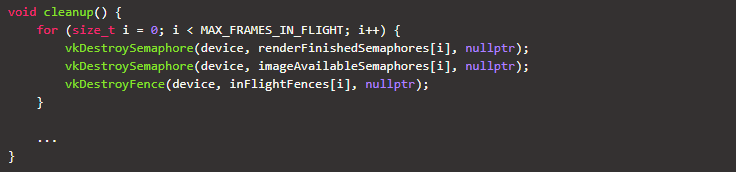 void cleanup() {
    for (size_t i = 0; i < MAX_FRAMES_IN_FLIGHT; i++) {
        vkDestroySemaphore(device, renderFinishedSemaphores[i], nullptr);
        vkDestroySemaphore(device, imageAvailableSemaphores[i], nullptr);
        vkDestroyFence(device, inFlightFences[i], nullptr);
    }

    ...
}